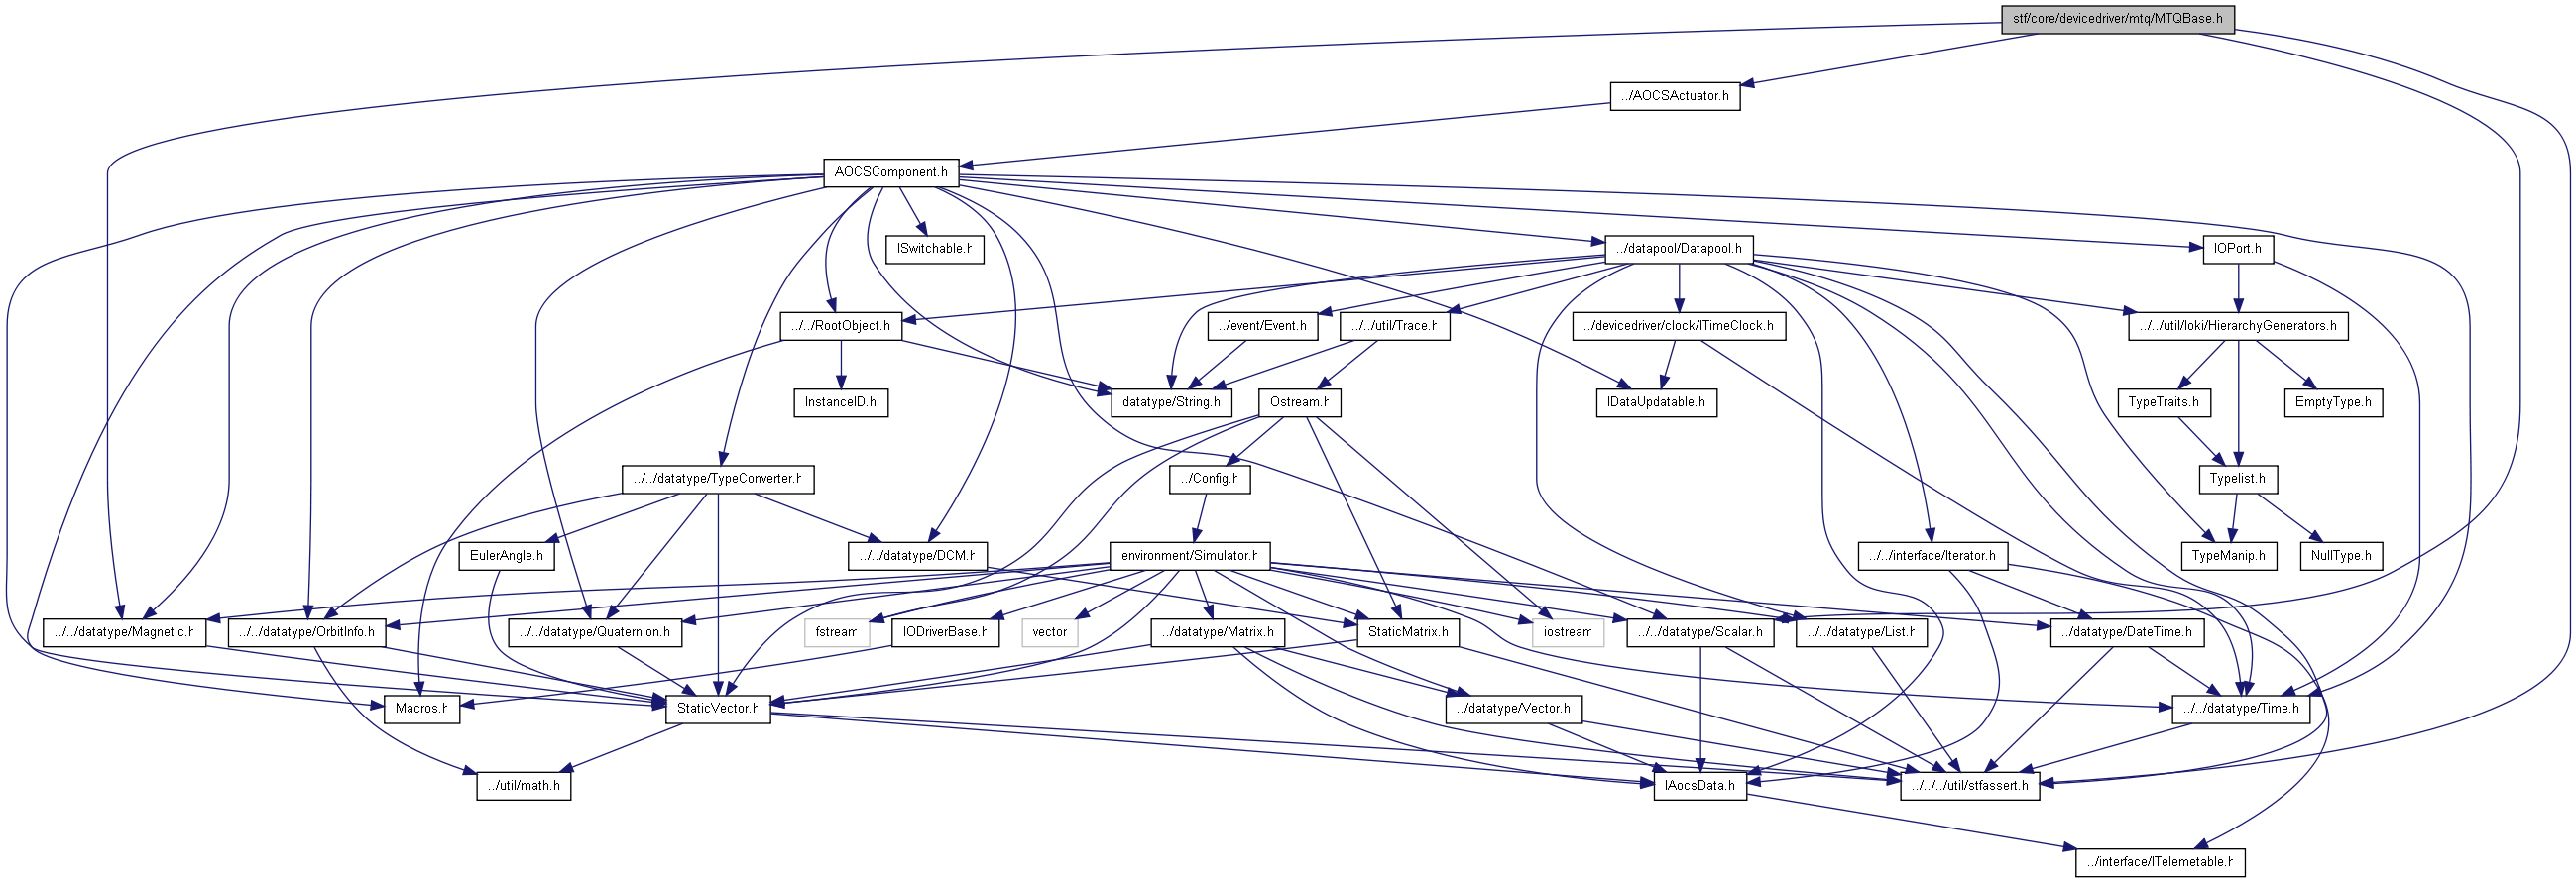 stf/core/devicedriver/mtq/MTQBase.h
../AOCSActuator.h
AOCSComponent.h
ISwitchable.h
../datapool/Datapool.h
IOPort.h
../../RootObject.h
../event/Event.h
../../util/Trace.h
../devicedriver/clock/ITimeClock.h
../../util/loki/HierarchyGenerators.h
InstanceID.h
datatype/String.h
Ostream.h
IDataUpdatable.h
TypeTraits.h
EmptyType.h
../../datatype/TypeConverter.h
../Config.h
Typelist.h
EulerAngle.h
../../datatype/DCM.h
environment/Simulator.h
../../interface/Iterator.h
TypeManip.h
NullType.h
../../datatype/Magnetic.h
../../datatype/OrbitInfo.h
../../datatype/Quaternion.h
fstream
IODriverBase.h
vector
../datatype/Matrix.h
StaticMatrix.h
iostream
../../datatype/Scalar.h
../../datatype/List.h
../datatype/DateTime.h
Macros.h
StaticVector.h
../datatype/Vector.h
../../datatype/Time.h
../util/math.h
IAocsData.h
../../../util/stfassert.h
../interface/ITelemetable.h